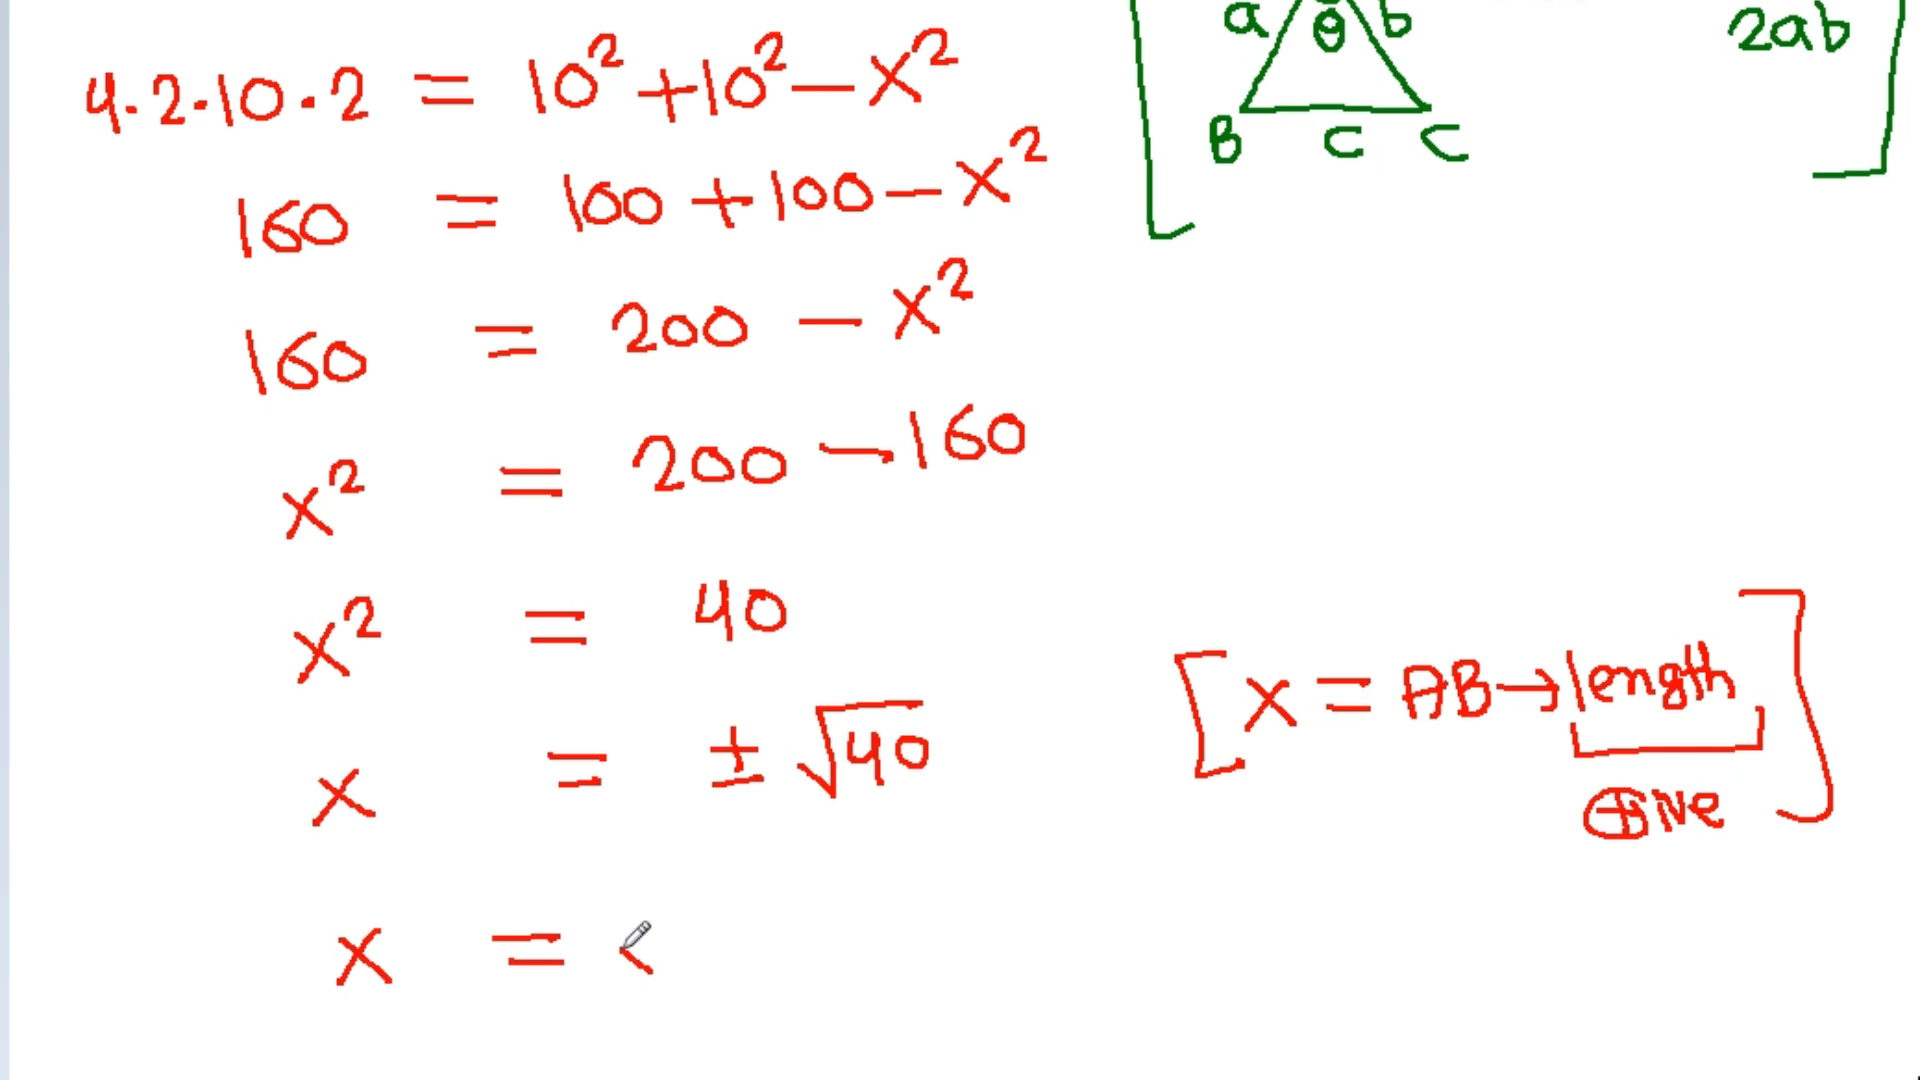 a θ b
2ab
B C C
4·2·10·2 = 10² + 10² − x²
160 = 100 + 100 − x²
160 = 200 − x²
x² = 200 − 160
x² = 40
x = ± √40
[x = AB → length]
⊕ive
x =